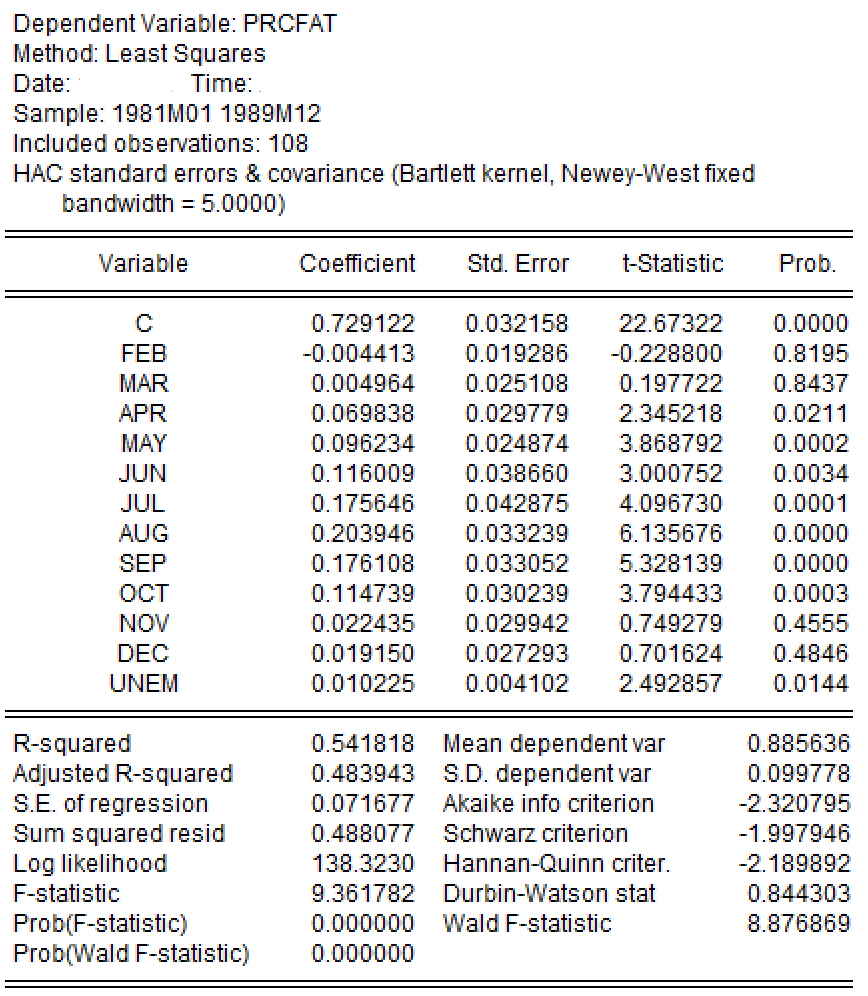 Dependent Variable: PRCFAT
Method: Least Squares
Date: Time:
Sample: 1981M01 1989M12
Included observations: 108
HAC standard errors & covariance (Bartlett kernel, Newey-West fixed
bandwidth = 5.0000)
Variable Coefficient Std. Error t-Statistic Prob.
C 0.729122 0.032158 22.67322 0.0000
FEB -0.004413 0.019286 -0.228800 0.8195
MAR 0.004964 0.025108 0.197722 0.8437
APR 0.069838 0.029779 2.345218 0.0211
MAY 0.096234 0.024874 3.868792 0.0002
JUN 0.116009 0.038660 3.000752 0.0034
JUL 0.175646 0.042875 4.096730 0.0001
AUG 0.203946 0.033239 6.135676 0.0000
SEP 0.176108 0.033052 5.328139 0.0000
OCT 0.114739 0.030239 3.794433 0.0003
NOV 0.022435 0.029942 0.749279 0.4555
DEC 0.019150 0.027293 0.701624 0.4846
UNEM 0.010225 0.004102 2.492857 0.0144
R-squared 0.541818 Mean dependent var 0.885636
Adjusted R-squared 0.483943 S.D. dependent var 0.099778
S.E. of regression 0.071677 Akaike info criterion -2.320795
Sum squared resid 0.488077 Schwarz criterion -1.997946
Log likelihood 138.3230 Hannan-Quinn criter. -2.189892
F-statistic 9.361782 Durbin-Watson stat 0.844303
Prob(F-statistic) 0.000000 Wald F-statistic 8.876869
Prob(Wald F-statistic) 0.000000